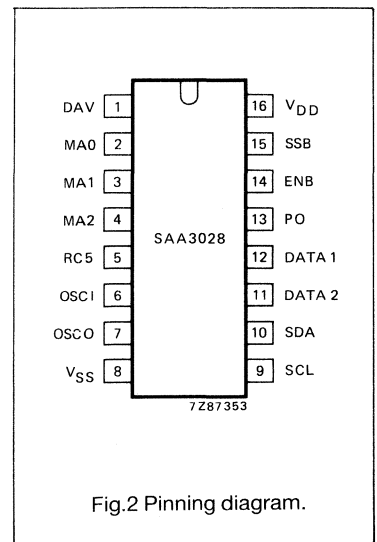 DAV 1 16 VDD
MA0 2 15 SSB
MA1 3 14 ENB
MA2 4 13 PO
SAA3028
RC5 5 12 DATA 1
OSCI 6 11 DATA 2
OSCO 7 10 SDA
VSS 8 9 SCL
7Z87353
Fig.2 Pinning diagram.